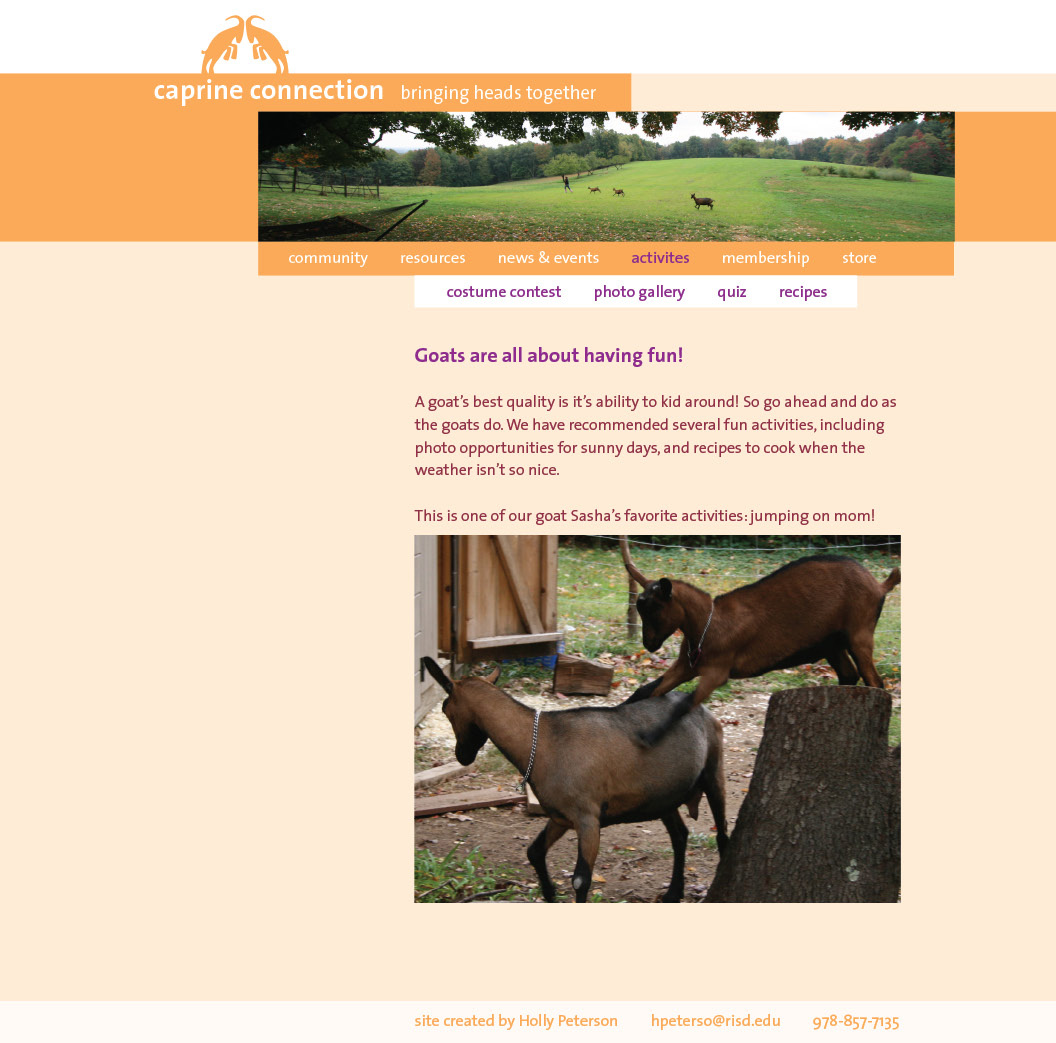 caprine connection bringing heads together
community resources news & events activites membership store
costume contest photo gallery quiz recipes
Goats are all about having fun!
A goat's best quality is it's ability to kid around! So go ahead and do as
the goats do. We have recommended several fun activities, including
photo opportunities for sunny days, and recipes to cook when the
weather isn't so nice.
This is one of our goat Sasha's favorite activities: jumping on mom!
site created by Holly Peterson hpeterso@risd.edu 978-857-7135